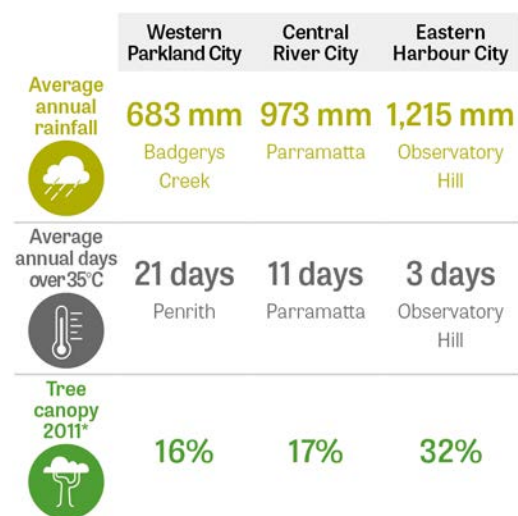 Western Parkland City
Central River City
Eastern Harbour City
Average annual rainfall
683 mm
Badgerys Creek
973 mm
Parramatta
1,215 mm
Observatory Hill
Average annual days over 35°C
21 days
Penrith
11 days
Parramatta
3 days
Observatory Hill
Tree canopy 2011*
16%
17%
32%